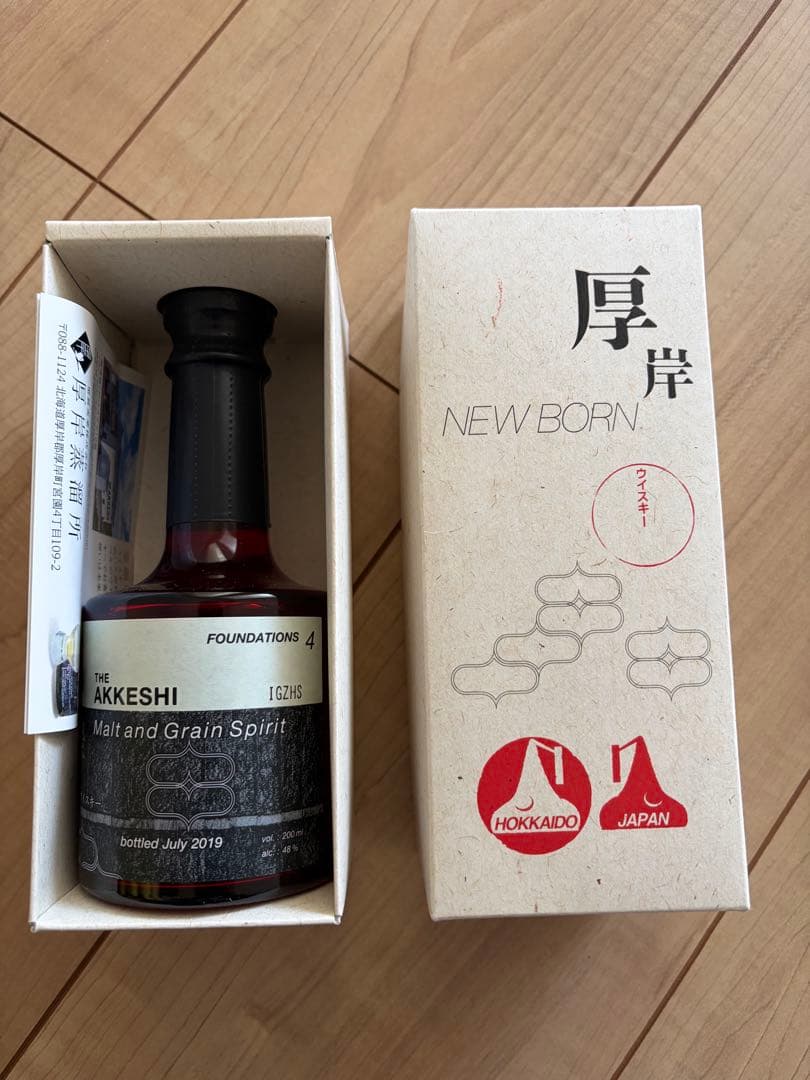 厚岸蒸溜所
〒088-1124 北海道厚岸郡厚岸町宮園4丁目109-2
FOUNDATIONS 4
THE
AKKESHI
IGZHS
Malt and Grain Spirit
bottled July 2019
vol. : 200ml
alc. : 48%
厚岸
NEW BORN
ウイスキー
HOKKAIDO
JAPAN